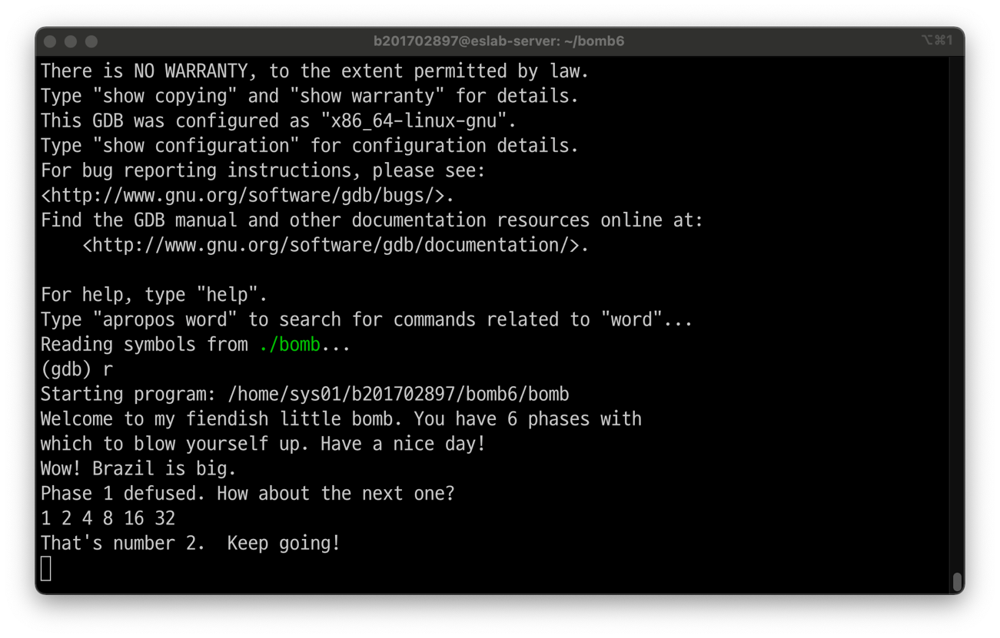 b201702897@eslab-server: ~/bomb6
⌥⌘1
There is NO WARRANTY, to the extent permitted by law.
Type "show copying" and "show warranty" for details.
This GDB was configured as "x86_64-linux-gnu".
Type "show configuration" for configuration details.
For bug reporting instructions, please see:
<http://www.gnu.org/software/gdb/bugs/>.
Find the GDB manual and other documentation resources online at:
    <http://www.gnu.org/software/gdb/documentation/>.
For help, type "help".
Type "apropos word" to search for commands related to "word"...
Reading symbols from ./bomb...
(gdb) r
Starting program: /home/sys01/b201702897/bomb6/bomb
Welcome to my fiendish little bomb. You have 6 phases with
which to blow yourself up. Have a nice day!
Wow! Brazil is big.
Phase 1 defused. How about the next one?
1 2 4 8 16 32
That's number 2.  Keep going!